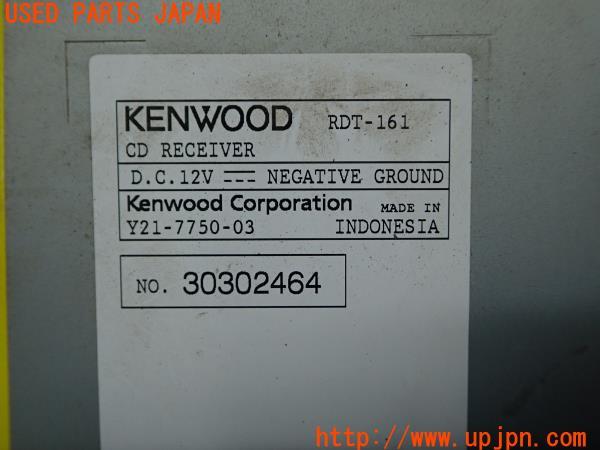 USED PARTS JAPAN
KENWOOD RDT-161
CD RECEIVER
D.C.12V ⎓ NEGATIVE GROUND
Kenwood Corporation MADE IN
Y21-7750-03 INDONESIA
NO. 30302464
http://www.upjpn.com/